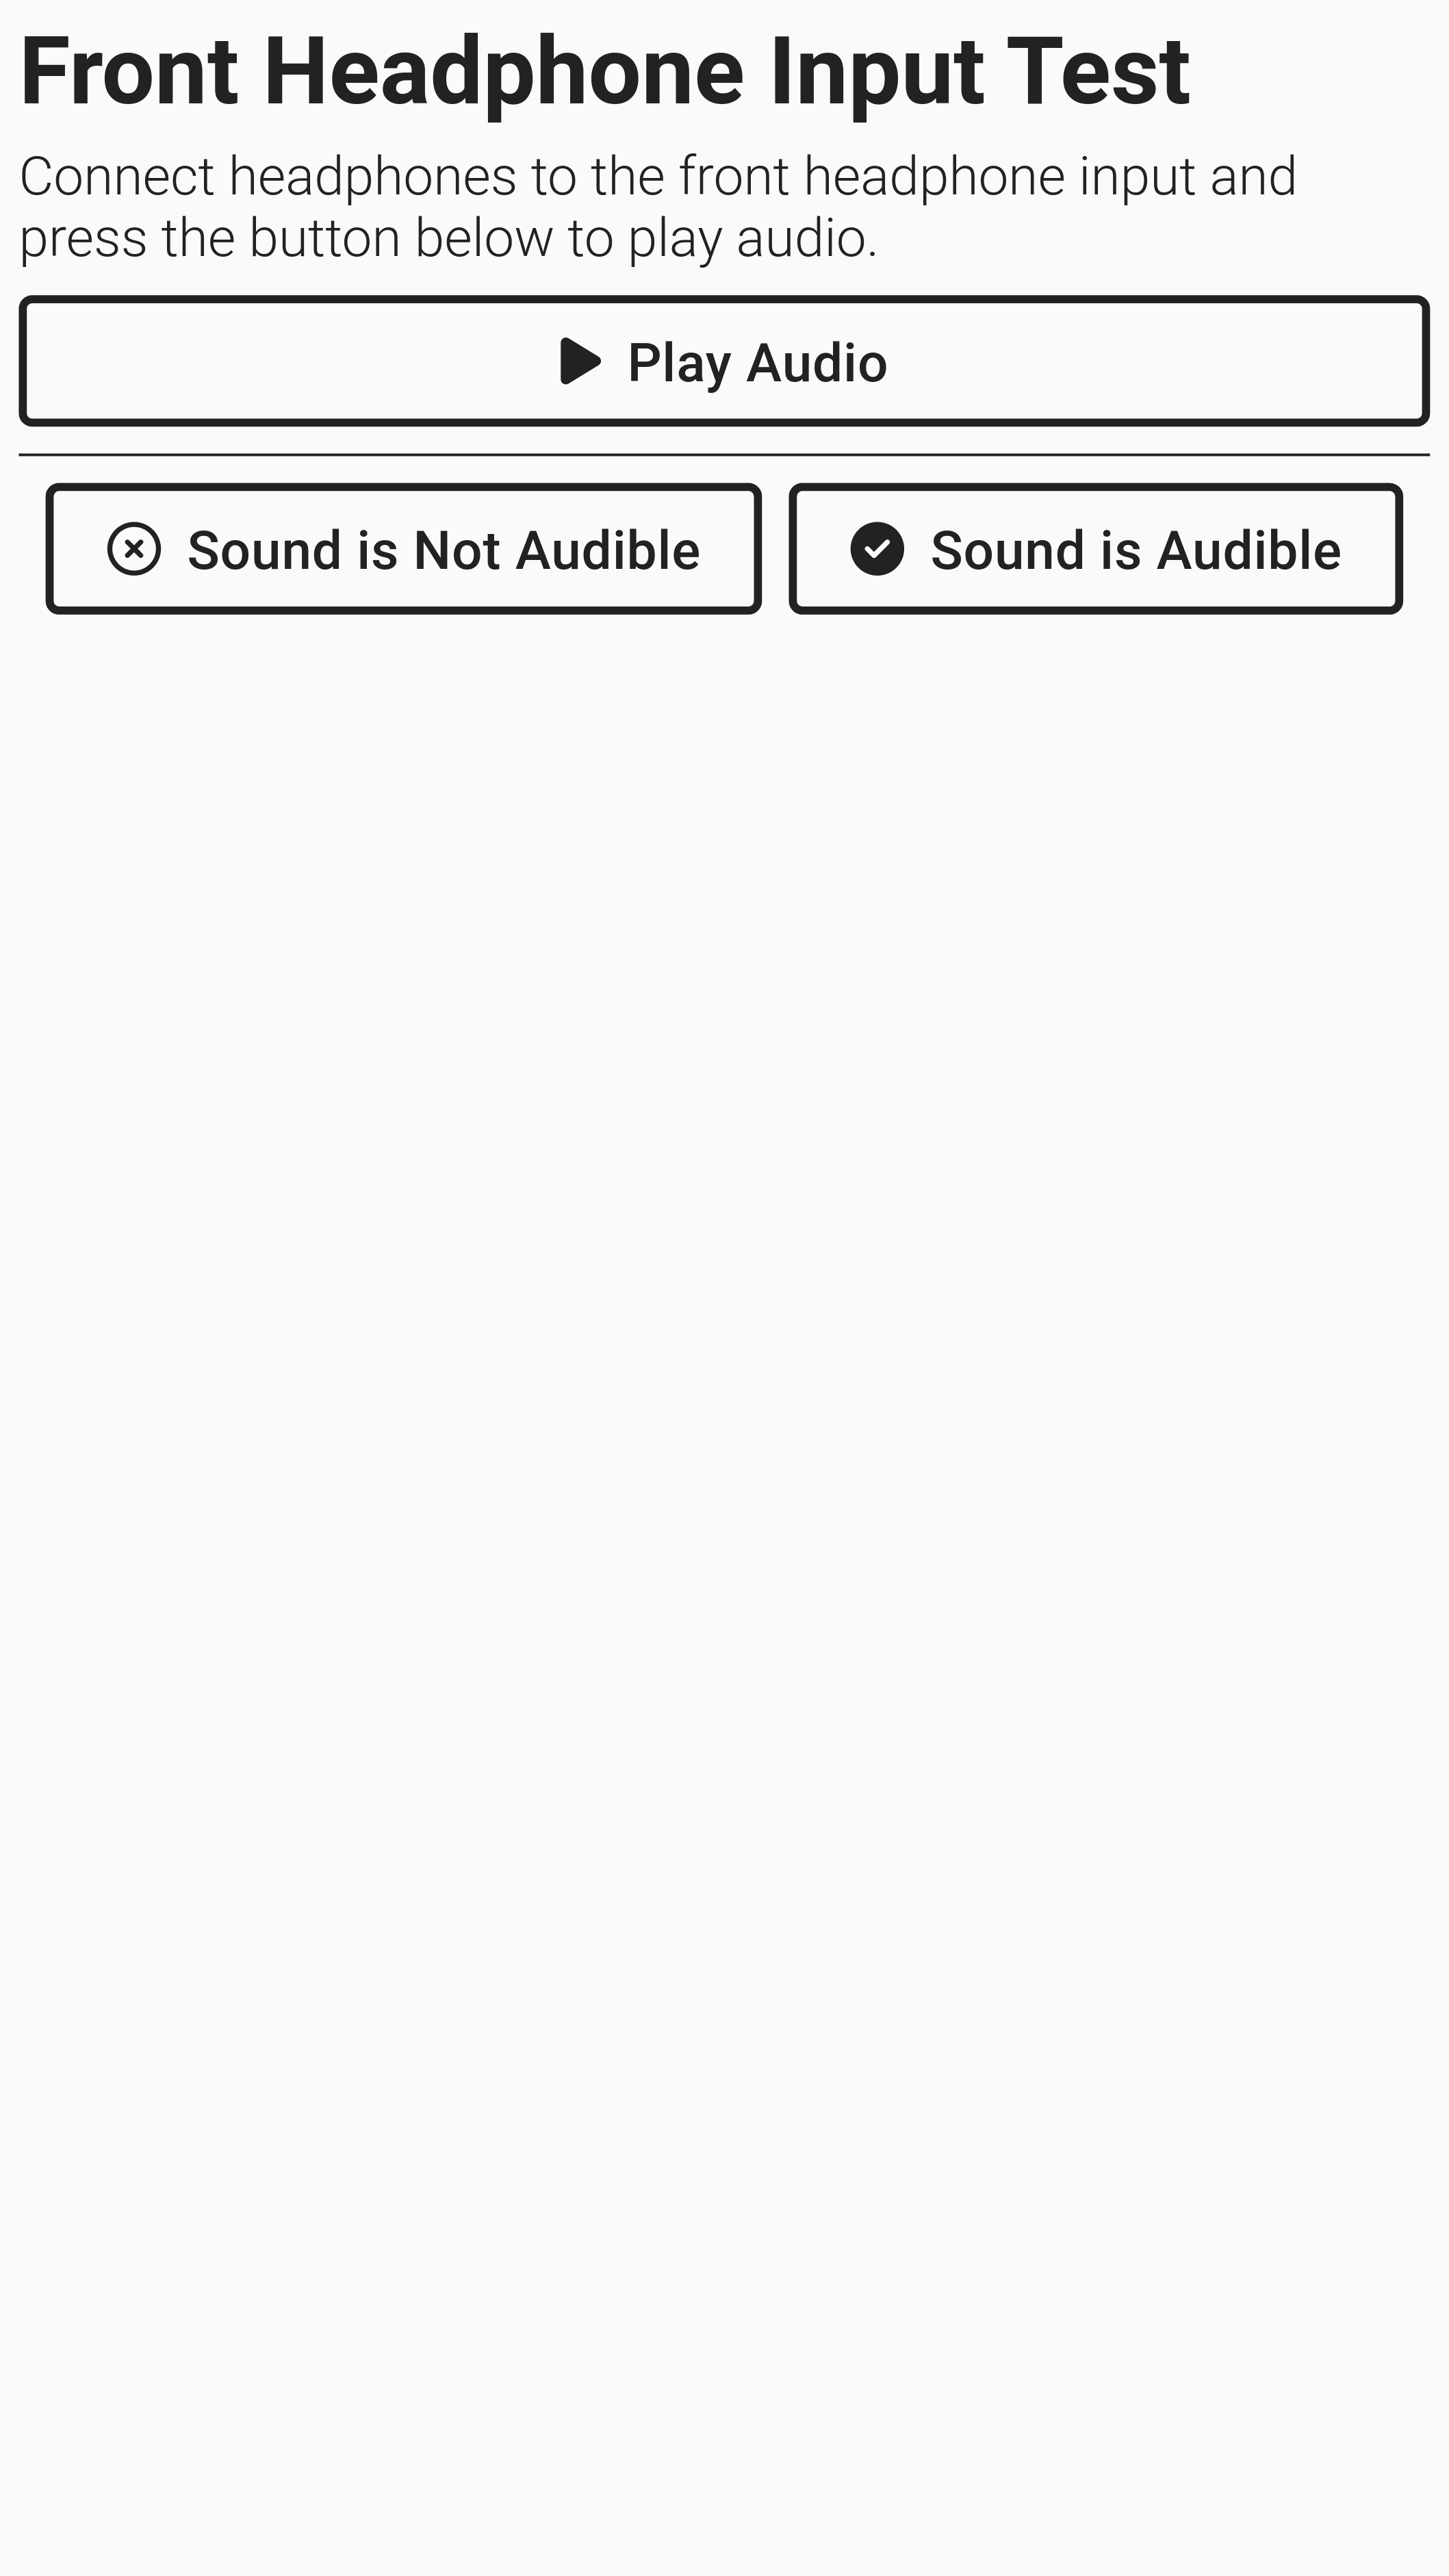 Front Headphone Input Test
Connect headphones to the front headphone input and
press the button below to play audio.
Play Audio
Sound is Not Audible
Sound is Audible